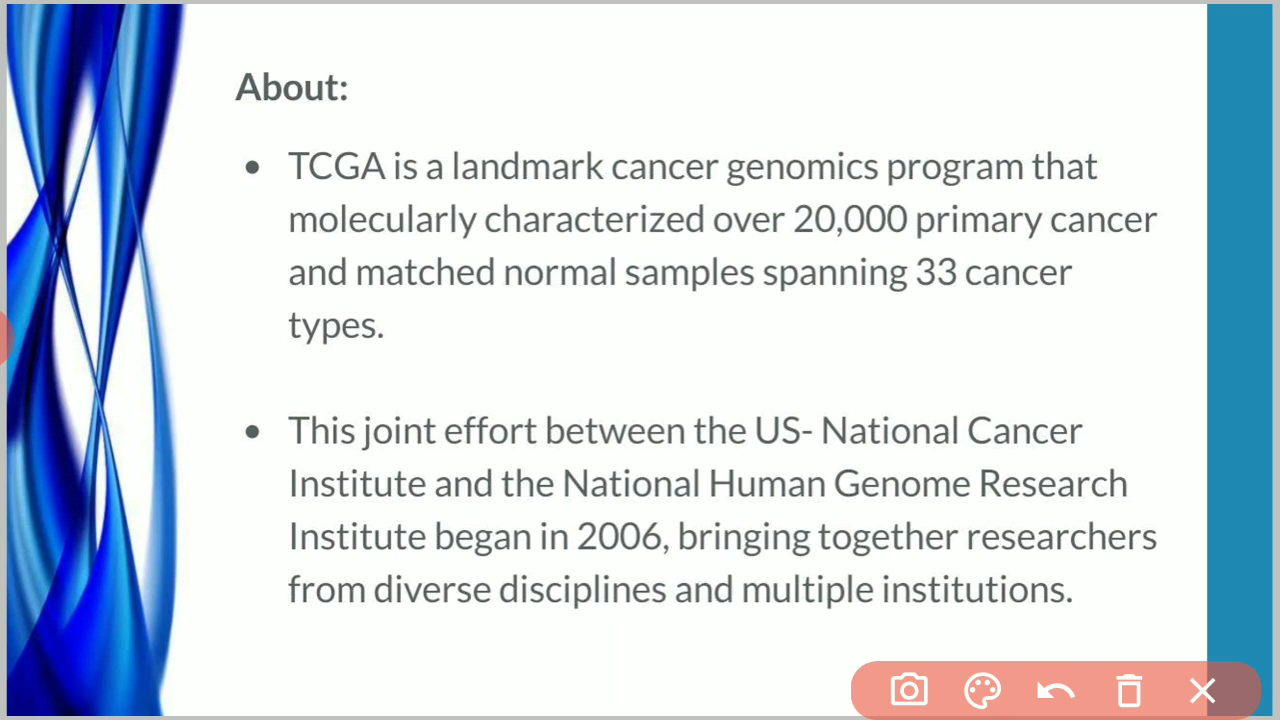 About:
• TCGA is a landmark cancer genomics program that
molecularly characterized over 20,000 primary cancer
and matched normal samples spanning 33 cancer
types.
• This joint effort between the US- National Cancer
Institute and the National Human Genome Research
Institute began in 2006, bringing together researchers
from diverse disciplines and multiple institutions.